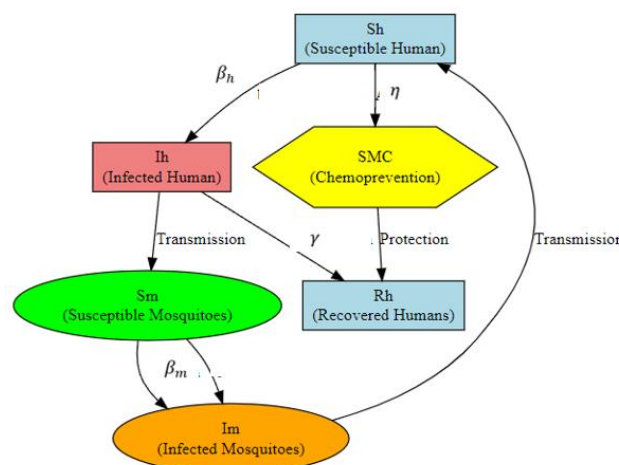 Sh
(Susceptible Human)
βh
η
Ih
(Infected Human)
SMC
(Chemoprevention)
Transmission
γ
Protection
Transmission
Sm
(Susceptible Mosquitoes)
Rh
(Recovered Humans)
βm
Im
(Infected Mosquitoes)